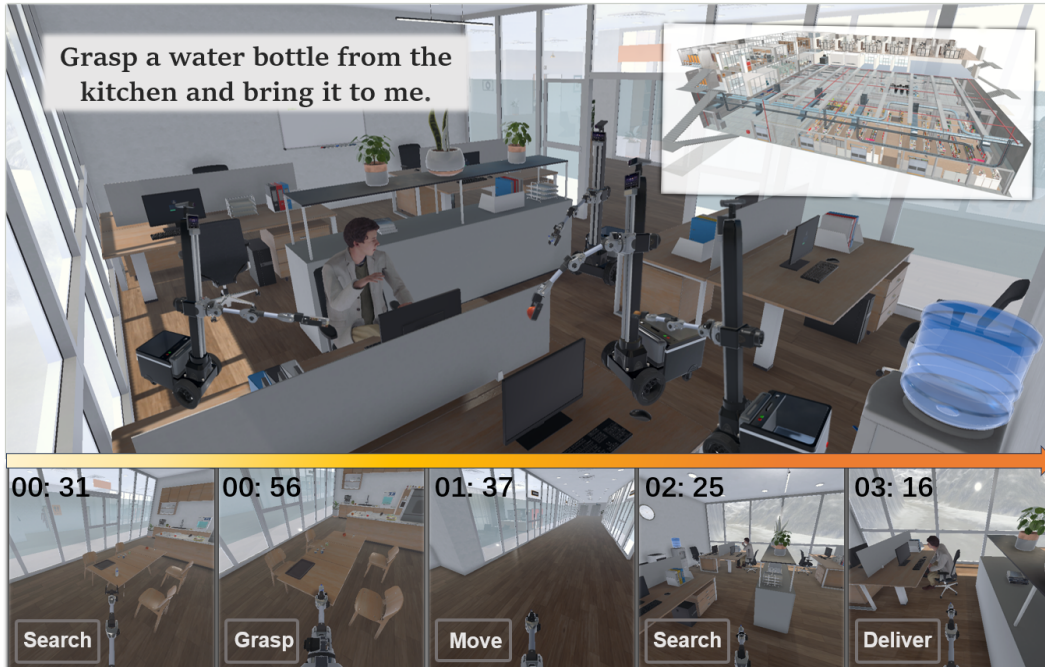 Grasp a water bottle from the
kitchen and bring it to me.
00: 31
00: 56
01: 37
02: 25
03: 16
Search
Grasp
Move
Search
Deliver